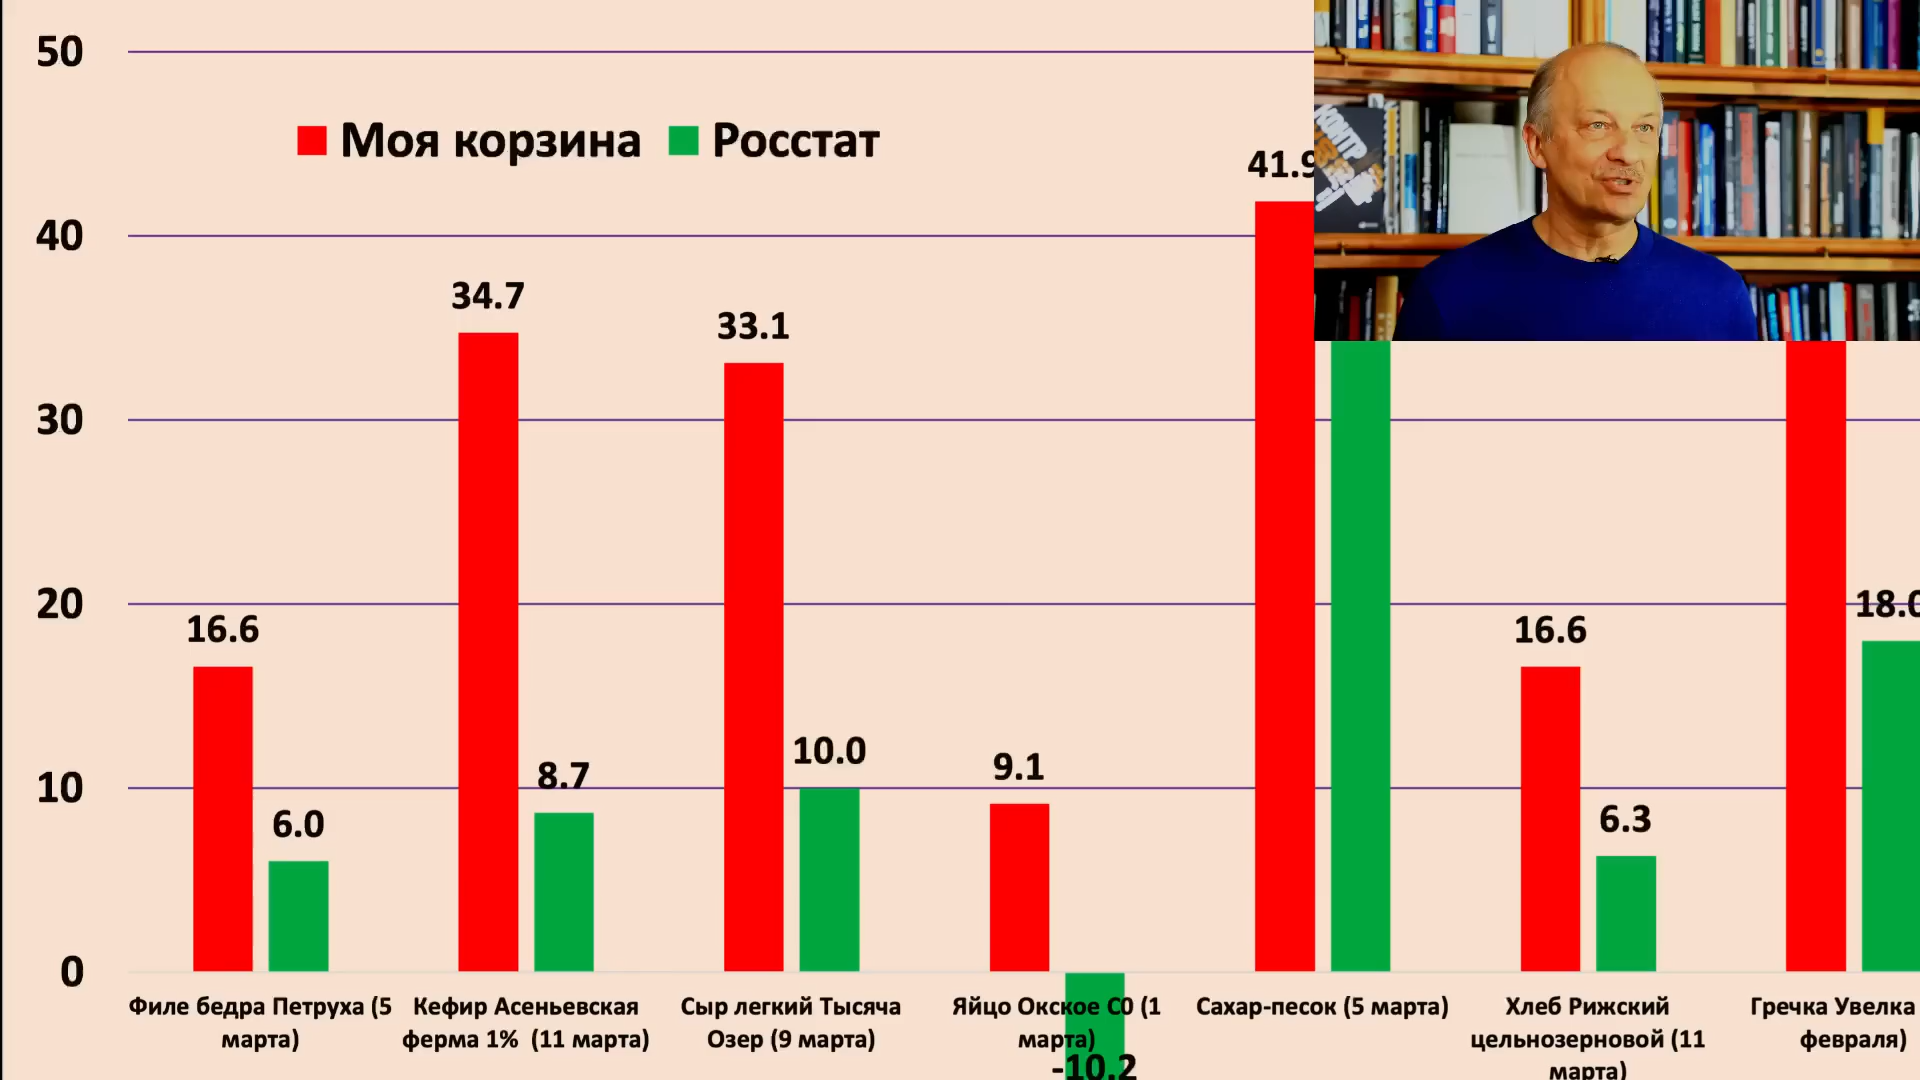 50
Моя корзина
Росстат
41.9
40
34.7
33.1
30
20
16.6
16.6
18.0
10.0
9.1
8.7
10
6.0
6.3
0
Филе бедра Петруха (5
марта)
Кефир Асеньевская
ферма 1% (11 марта)
Сыр легкий Тысяча
Озер (9 марта)
Яйцо Окское С0 (1
марта)
-10.2
Сахар-песок (5 марта)
Хлеб Рижский
цельнозерновой (11
марта)
Гречка Увелка
февраля)
КОНТР